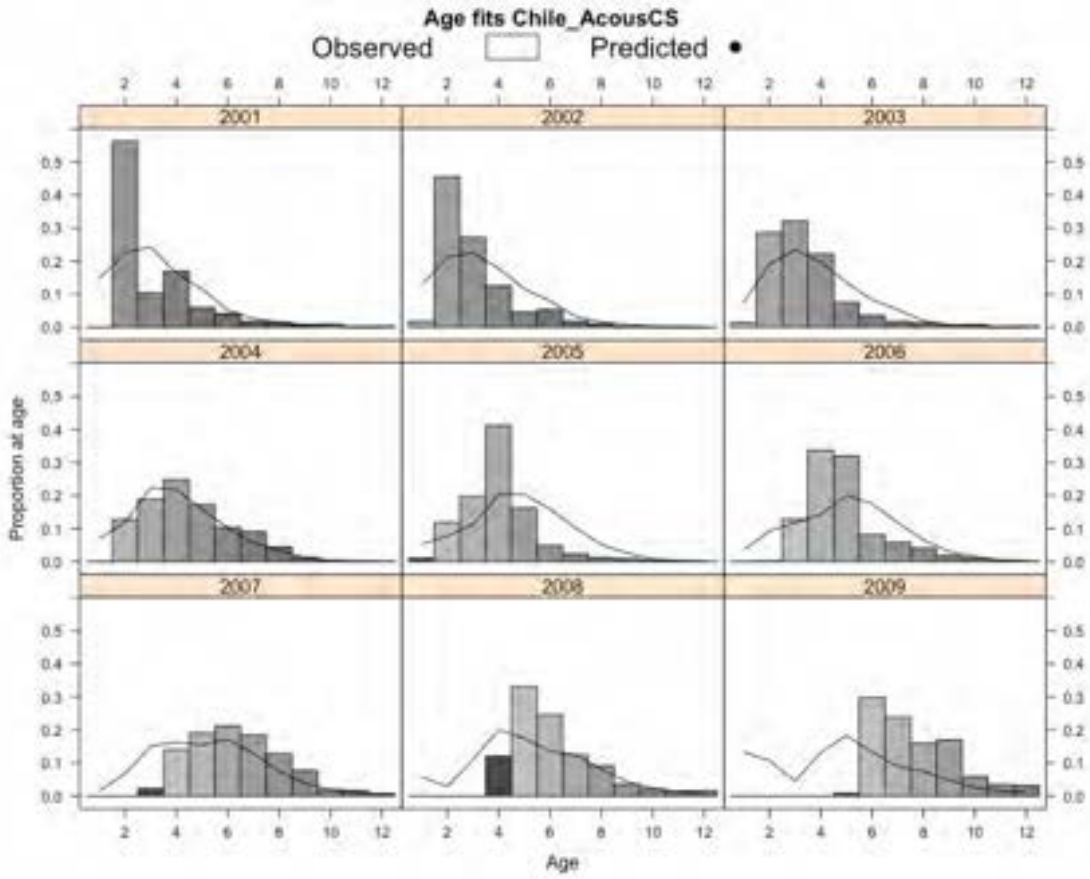 Age fits Chile_AcousCS
Observed Predicted
2 4 6 8 10 12 2 4 6 8 10 12 2 4 6 8 10 12
2001 2002 2003
0.5 0.5
0.4 0.4
0.3 0.3
0.2 0.2
0.1 0.1
0.0 0.0
2004 2005 2006
0.5 0.5
0.4 0.4
0.3 0.3
0.2 0.2
0.1 0.1
0.0 0.0
Proportion at age
2007 2008 2009
0.5 0.5
0.4 0.4
0.3 0.3
0.2 0.2
0.1 0.1
0.0 0.0
2 4 6 8 10 12 2 4 6 8 10 12 2 4 6 8 10 12
Age